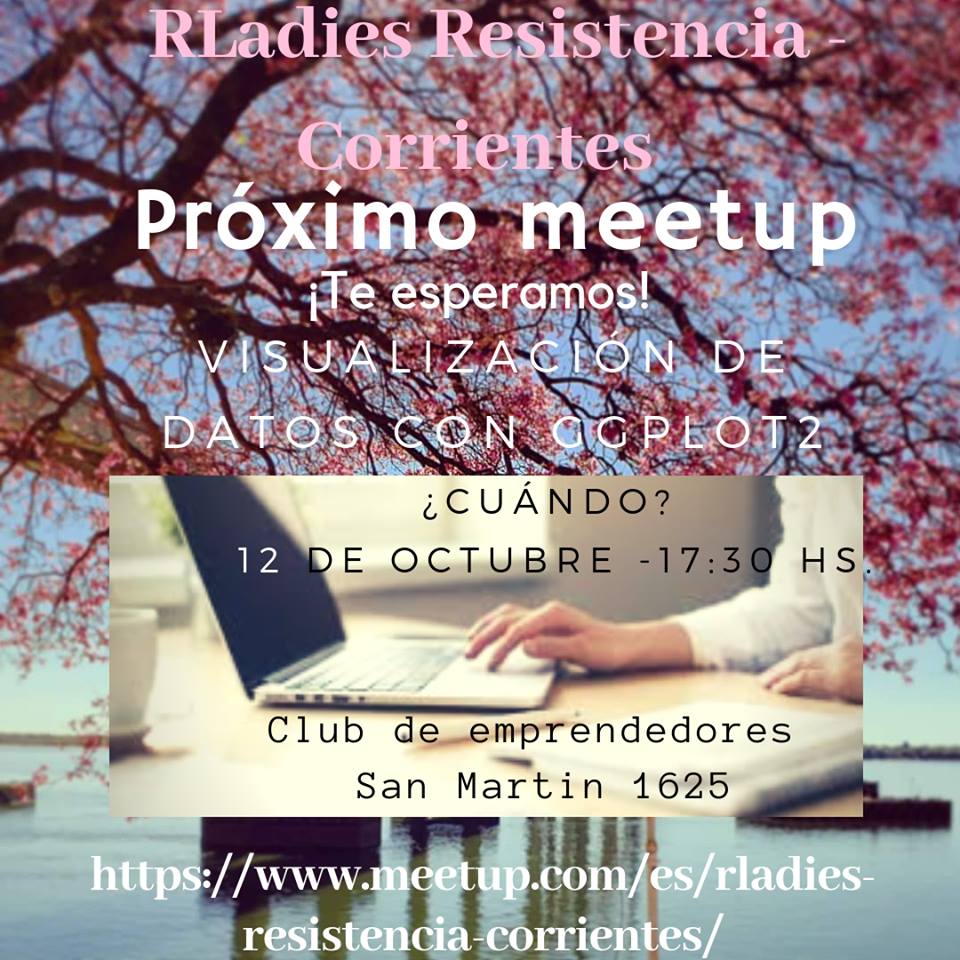 RLadies Resistencia -
Corrientes
Próximo meetup
¡Te esperamos!
VISUALIZACIÓN DE
DATOS CON GGPLOT2
¿CUÁNDO?
12 DE OCTUBRE -17:30 HS.
Club de emprendedores
San Martin 1625
https://www.meetup.com/es/rladies-
resistencia-corrientes/